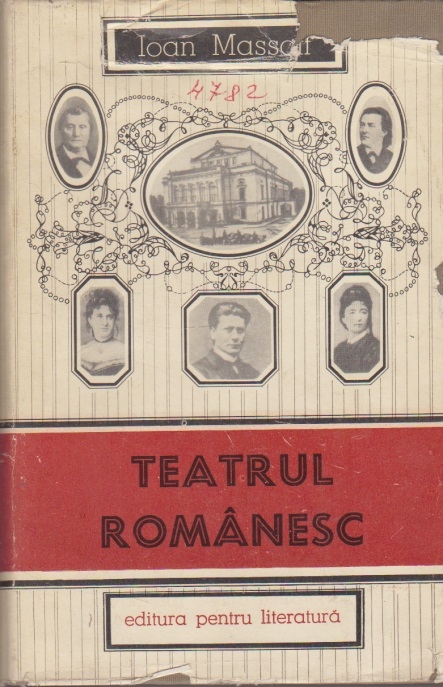 Ioan Massoff
4782
TEATRUL
ROMÂNESC
editura pentru literatură